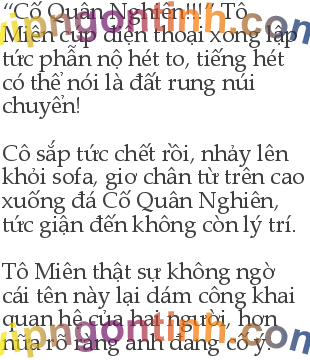 “Cố Quân Nghiên!!!” Tô
Miên cúp điện thoại xong lập
tức phẫn nộ hét to, tiếng hét
có thể nói là đất rung núi
chuyển!
Cô sắp tức chết rồi, nhảy lên
khỏi sofa, giơ chân từ trên cao
xuống đá Cố Quân Nghiên,
tức giận đến không còn lý trí.
Tô Miên thật sự không ngờ
cái tên này lại dám công khai
quan hệ của hai người, hơn
nữa rõ ràng anh đang cố ý.
vipngontinh.com
vipngontinh.com